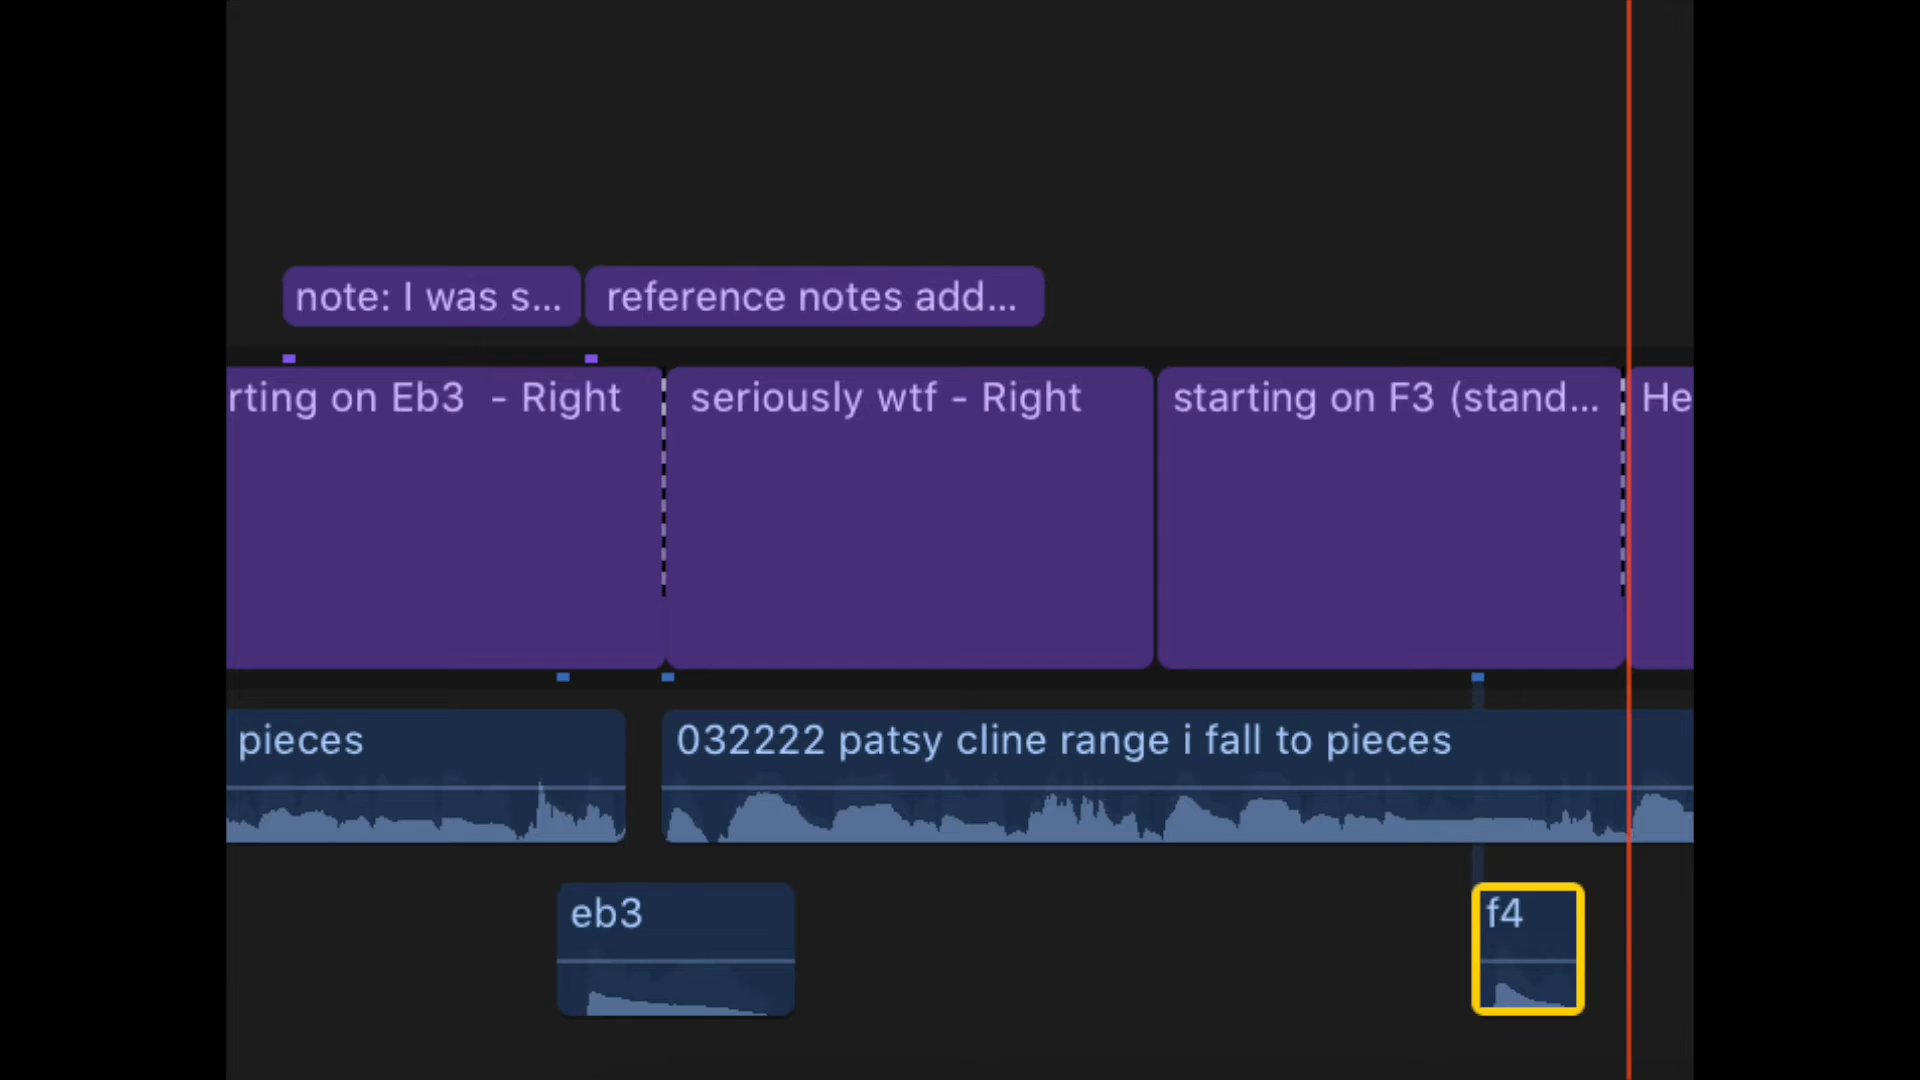 note: I was s...
reference notes add...
rting on Eb3 - Right
seriously wtf - Right
starting on F3 (stand...
He
pieces
032222 patsy cline range i fall to pieces
eb3
f4